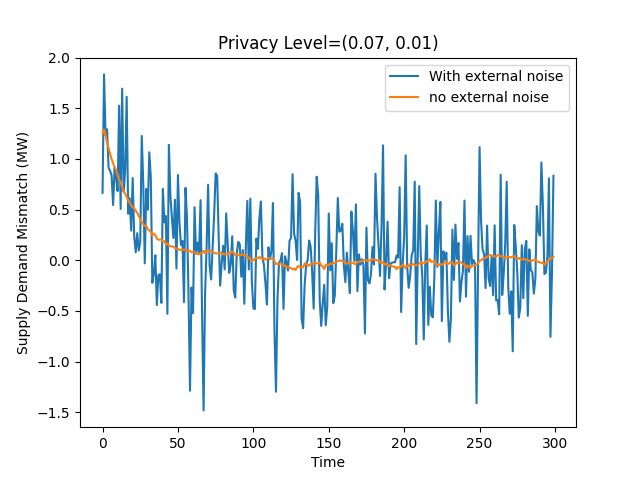 Privacy Level=(0.07, 0.01)
With external noise
no external noise
Supply Demand Mismatch (MW)
2.0
1.5
1.0
0.5
0.0
−0.5
−1.0
−1.5
0 50 100 150 200 250 300
Time